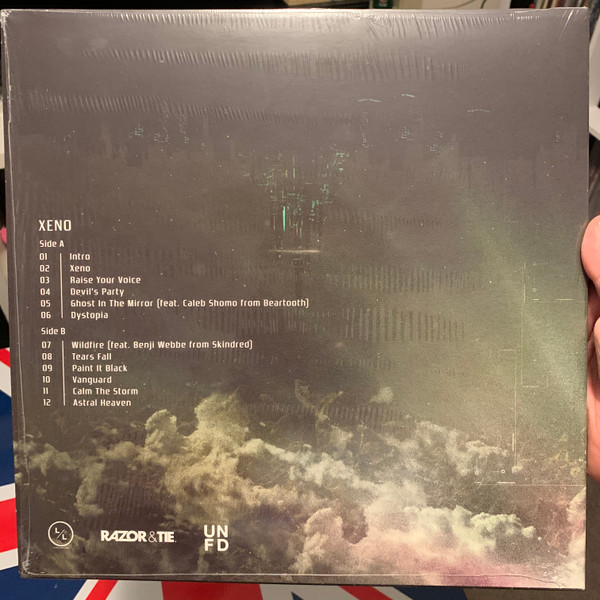 XENO
Side A
01 Intro
02 Xeno
03 Raise Your Voice
04 Devil's Party
05 Ghost In The Mirror (feat. Caleb Shomo from Beartooth)
06 Dystopia
Side B
07 Wildfire (feat. Benji Webbe from Skindred)
08 Tears Fall
09 Paint It Black
10 Vanguard
11 Calm The Storm
12 Astral Heaven
L/L
RAZOR & TIE
UN
FD